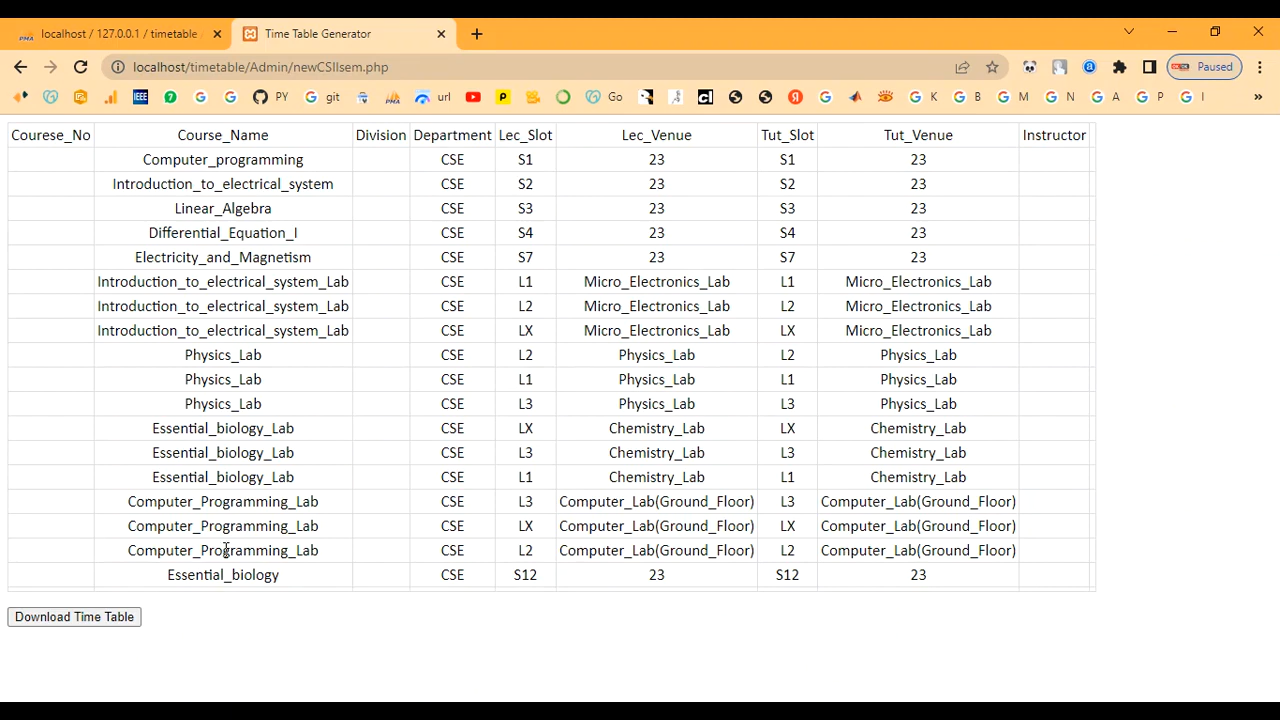 localhost / 127.0.0.1 / timetable
Time Table Generator
localhost/timetable/Admin/newCSIIsem.php
Paused
IEEE PY git PMA url Go K B M N A P I »
Courese_No Course_Name Division Department Lec_Slot Lec_Venue Tut_Slot Tut_Venue Instructor
Computer_programming CSE S1 23 S1 23
Introduction_to_electrical_system CSE S2 23 S2 23
Linear_Algebra CSE S3 23 S3 23
Differential_Equation_I CSE S4 23 S4 23
Electricity_and_Magnetism CSE S7 23 S7 23
Introduction_to_electrical_system_Lab CSE L1 Micro_Electronics_Lab L1 Micro_Electronics_Lab
Introduction_to_electrical_system_Lab CSE L2 Micro_Electronics_Lab L2 Micro_Electronics_Lab
Introduction_to_electrical_system_Lab CSE LX Micro_Electronics_Lab LX Micro_Electronics_Lab
Physics_Lab CSE L2 Physics_Lab L2 Physics_Lab
Physics_Lab CSE L1 Physics_Lab L1 Physics_Lab
Physics_Lab CSE L3 Physics_Lab L3 Physics_Lab
Essential_biology_Lab CSE LX Chemistry_Lab LX Chemistry_Lab
Essential_biology_Lab CSE L3 Chemistry_Lab L3 Chemistry_Lab
Essential_biology_Lab CSE L1 Chemistry_Lab L1 Chemistry_Lab
Computer_Programming_Lab CSE L3 Computer_Lab(Ground_Floor) L3 Computer_Lab(Ground_Floor)
Computer_Programming_Lab CSE LX Computer_Lab(Ground_Floor) LX Computer_Lab(Ground_Floor)
Computer_Programming_Lab CSE L2 Computer_Lab(Ground_Floor) L2 Computer_Lab(Ground_Floor)
Essential_biology CSE S12 23 S12 23
Download Time Table